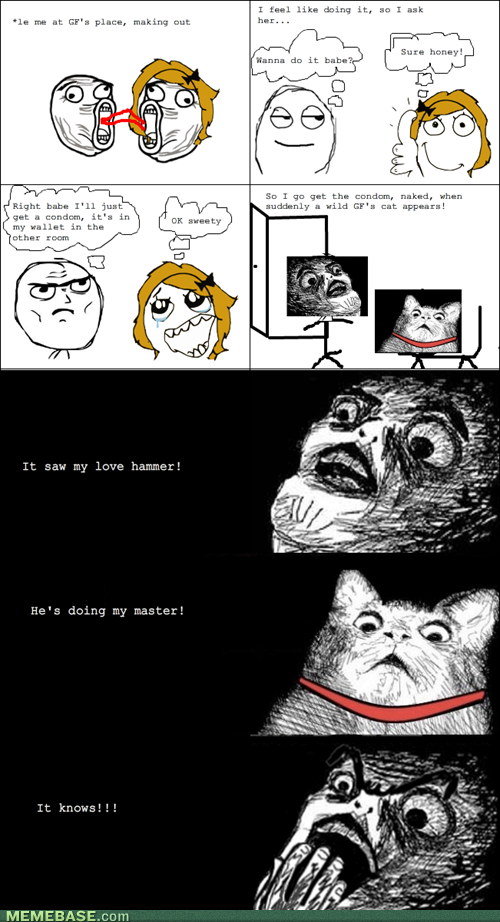 *le me at GF's place, making out
I feel like doing it, so I ask
her...
Wanna do it babe?
Sure honey!
Right babe I'll just
get a condom, it's in
my wallet in the
other room
OK sweety
So I go get the condom, naked, when
suddenly a wild GF's cat appears!
It saw my love hammer!
He's doing my master!
It knows!!!
MEMEBASE.com